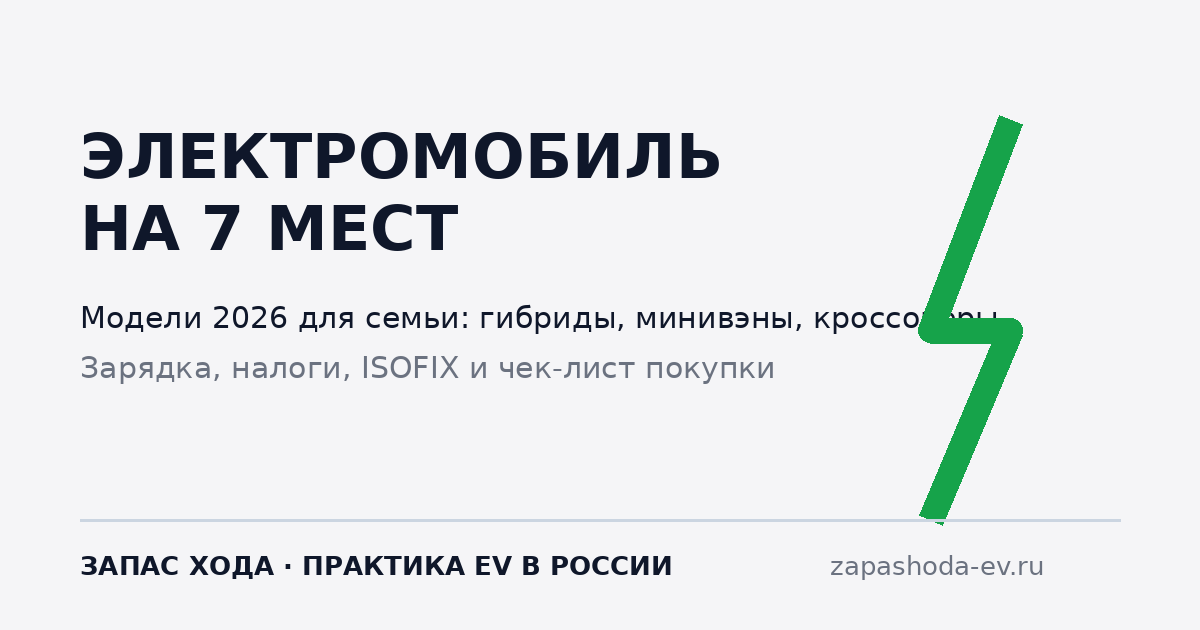 ЭЛЕКТРОМОБИЛЬ
НА 7 МЕСТ
Модели 2026 для семьи: гибриды, минивэны, кроссоверы
Зарядка, налоги, ISOFIX и чек-лист покупки
ЗАПАС ХОДА · ПРАКТИКА EV В РОССИИ
zapashoda-ev.ru